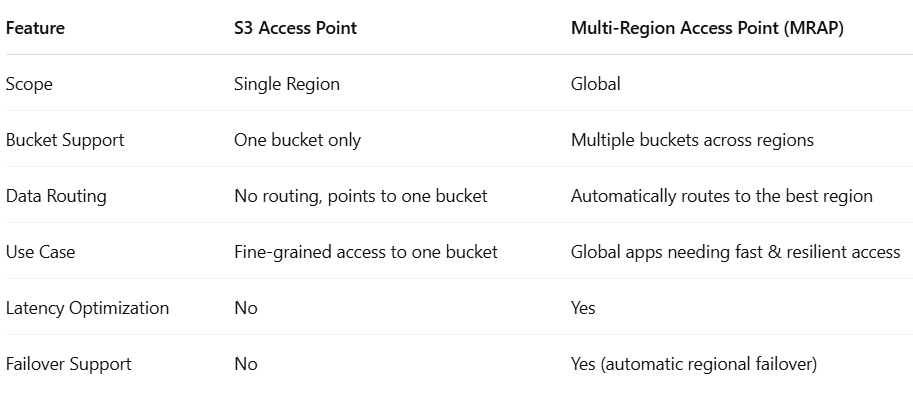 Feature S3 Access Point Multi-Region Access Point (MRAP)
Scope Single Region Global
Bucket Support One bucket only Multiple buckets across regions
Data Routing No routing, points to one bucket Automatically routes to the best region
Use Case Fine-grained access to one bucket Global apps needing fast & resilient access
Latency Optimization No Yes
Failover Support No Yes (automatic regional failover)